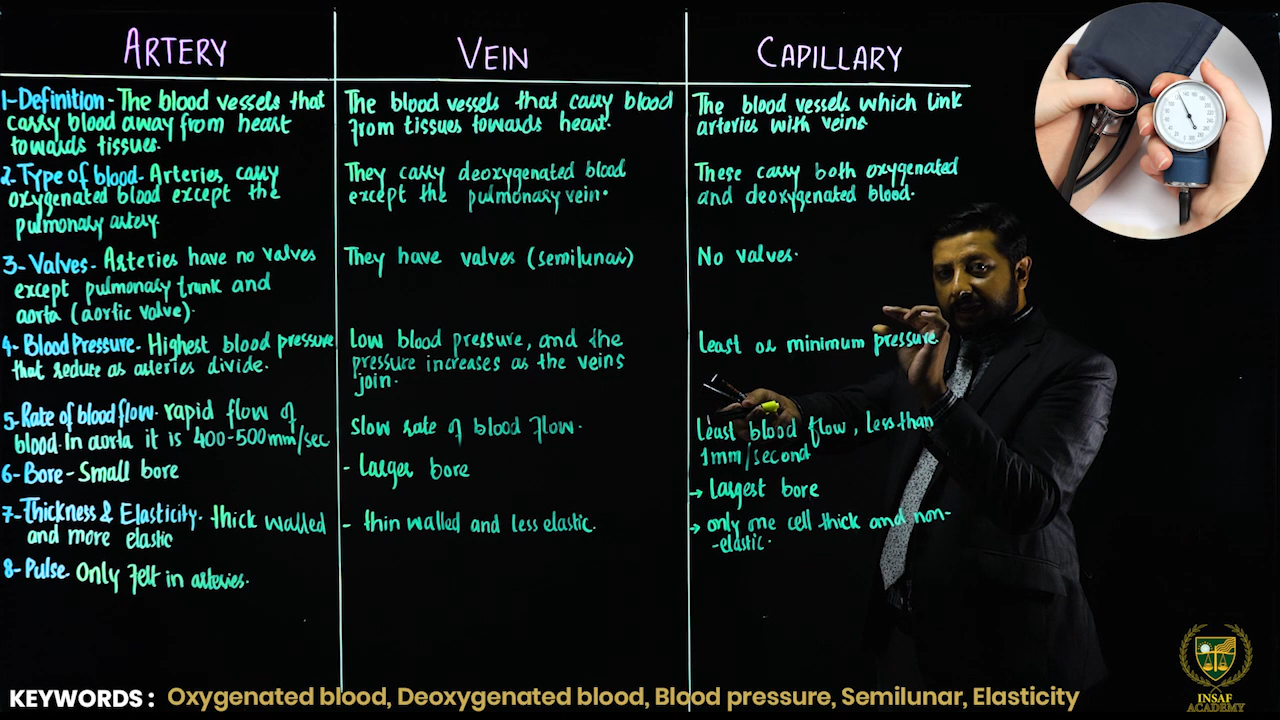 ARTERY
1-Definition - The blood vessels that
carry blood away from heart
towards tissues.
2. Type of blood - Arteries carry
oxygenated blood except the
pulmonary artery.
3- Valves - Arteries have no valves
except pulmonary trunk and
aorta (aortic valve).
4- Blood Pressure - Highest blood pressure
that reduce as arteries divide.
5-Rate of blood flow - rapid flow of
blood. In aorta it is 400-500mm/sec
6- Bore - Small bore
7-Thickness & Elasticity - thick walled
and more elastic
8-Pulse. Only felt in arteries.
VEIN
The blood vessels that carry blood
from tissues towards heart.
They carry deoxygenated blood
except the pulmonary vein.
They have valves (semilunar)
Low blood pressure, and the
pressure increases as the veins
join.
Slow rate of blood flow.
- Larger bore
- thin walled and less elastic.
CAPILLARY
The blood vessels which link
arteries with veins
These carry both oxygenated
and deoxygenated blood.
No valves.
Least or minimum pressure.
Least blood flow, less than
1mm/second
→ Largest bore
→ only one cell thick and non-
-elastic.
KEYWORDS : Oxygenated blood, Deoxygenated blood, Blood pressure, Semilunar, Elasticity
INSAF
ACADEMY